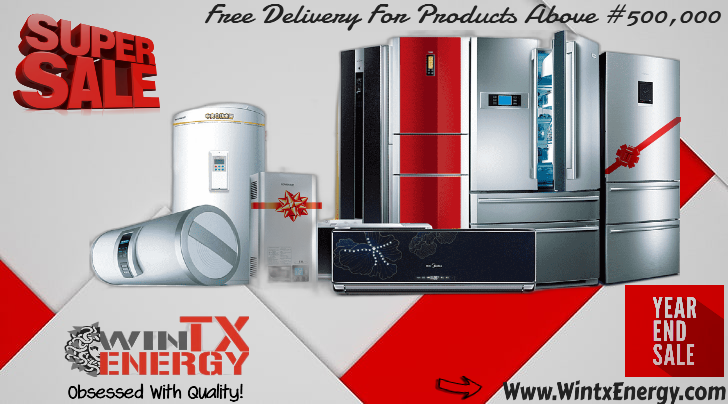 Free Delivery For Products Above #500,000
SUPER
SALE
WINTX
ENERGY
Obsessed With Quality!
YEAR
END
SALE
Www.WintxEnergy.com